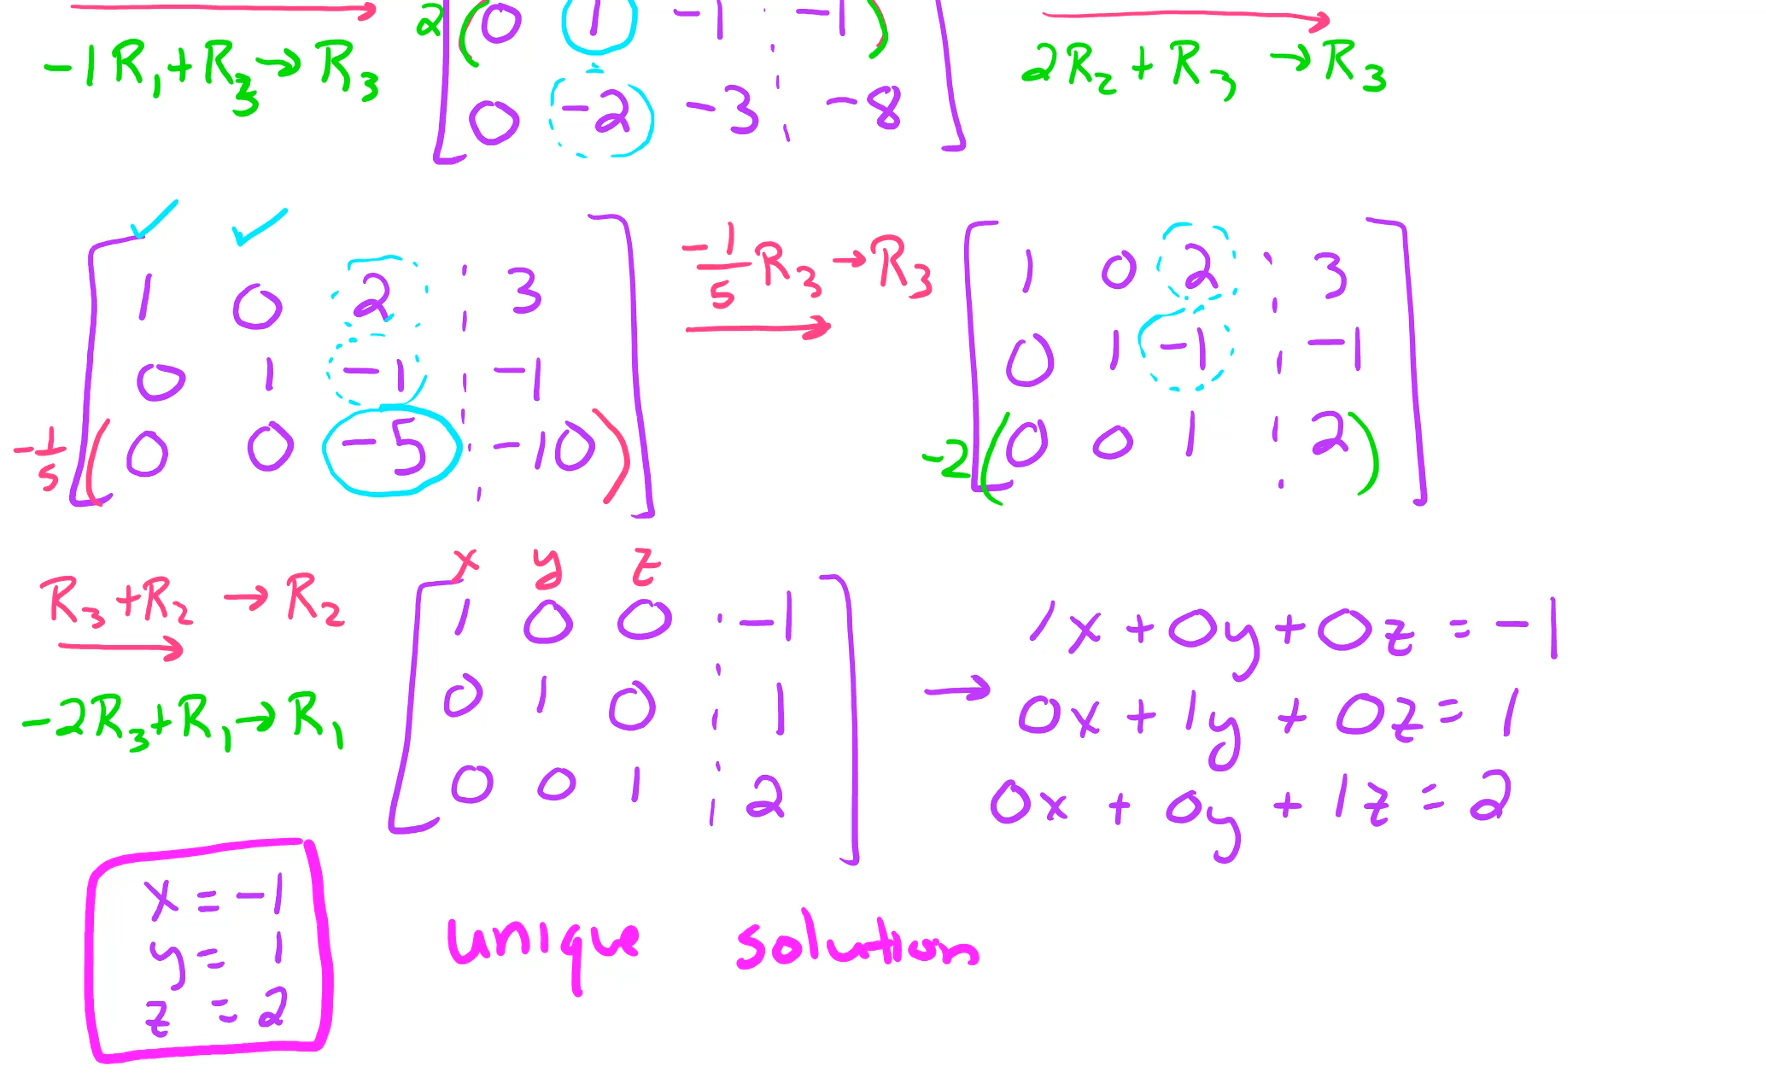 -1R₁+R₃→R₃
2(0 1 -1 ⋮ -1)
0 -2 -3 ⋮ -8
2R₂+R₃→R₃
✓ ✓
1 0 2 ⋮ 3
0 1 -1 ⋮ -1
-1/5(0 0 -5 ⋮ -10)
-1/5 R₃→R₃
1 0 2 ⋮ 3
0 1 -1 ⋮ -1
-2(0 0 1 ⋮ 2)
R₃+R₂→R₂
-2R₃+R₁→R₁
x y z
1 0 0 ⋮ -1
0 1 0 ⋮ 1
0 0 1 ⋮ 2
→
1x+0y+0z=-1
0x+1y+0z=1
0x+0y+1z=2
x=-1
y=1
z=2
unique solution